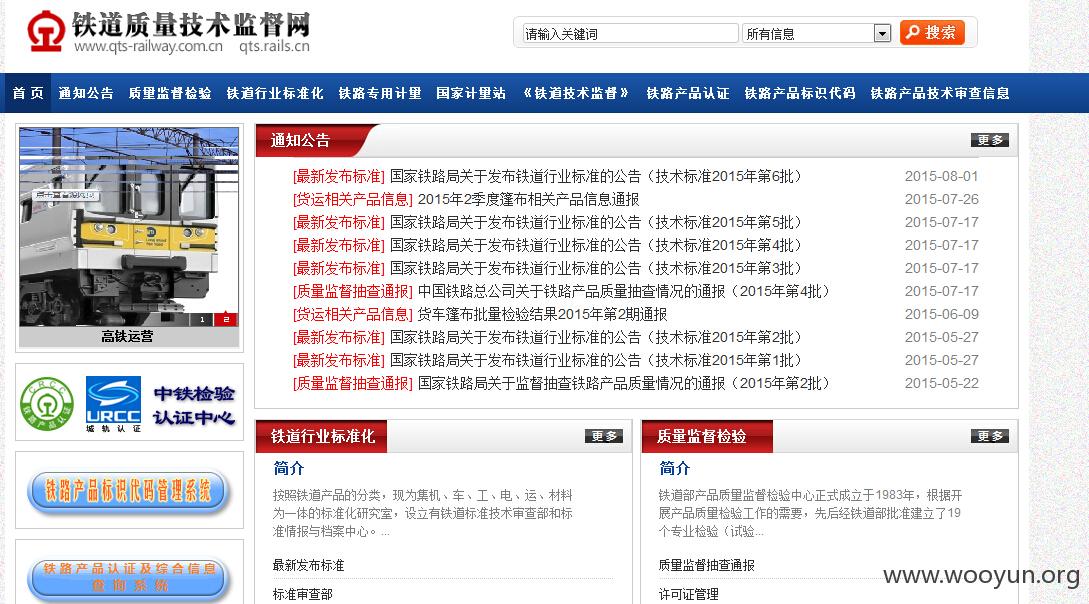 铁道质量技术监督网
www.qts-railway.com.cn qts.rails.cn
请输入关键词 所有信息 搜索
首 页 通知公告 质量监督检验 铁道行业标准化 铁路专用计量 国家计量站 《铁道技术监督》 铁路产品认证 铁路产品标识代码 铁路产品技术审查信息
1 2
高铁运营
中铁检验
认证中心
CRCC
铁路产品认证
URCC
城轨认证
铁路产品标识代码管理系统
铁路产品认证及综合信息
查询系统
通知公告 更多
[最新发布标准] 国家铁路局关于发布铁道行业标准的公告（技术标准2015年第6批） 2015-08-01
[货运相关产品信息] 2015年2季度篷布相关产品信息通报 2015-07-26
[最新发布标准] 国家铁路局关于发布铁道行业标准的公告（技术标准2015年第5批） 2015-07-17
[最新发布标准] 国家铁路局关于发布铁道行业标准的公告（技术标准2015年第4批） 2015-07-17
[最新发布标准] 国家铁路局关于发布铁道行业标准的公告（技术标准2015年第3批） 2015-07-17
[质量监督抽查通报] 中国铁路总公司关于铁路产品质量抽查情况的通报（2015年第4批） 2015-07-17
[货运相关产品信息] 货车篷布批量检验结果2015年第2期通报 2015-06-09
[最新发布标准] 国家铁路局关于发布铁道行业标准的公告（技术标准2015年第2批） 2015-05-27
[最新发布标准] 国家铁路局关于发布铁道行业标准的公告（技术标准2015年第1批） 2015-05-27
[质量监督抽查通报] 国家铁路局关于监督抽查铁路产品质量情况的通报（2015年第2批） 2015-05-22
铁道行业标准化 更多
简介
按照铁道产品的分类，现为集机、车、工、电、运、材料
为一体的标准化研究室，设立有铁道标准技术审查部和标
准情报与档案中心。...
最新发布标准
标准审查部
质量监督检验 更多
简介
铁道部产品质量监督检验中心正式成立于1983年，根据开
展产品质量检验工作的需要，先后经铁道部批准建立了19
个专业检验（试验...
质量监督抽查通报
许可证管理
www.wooyun.org